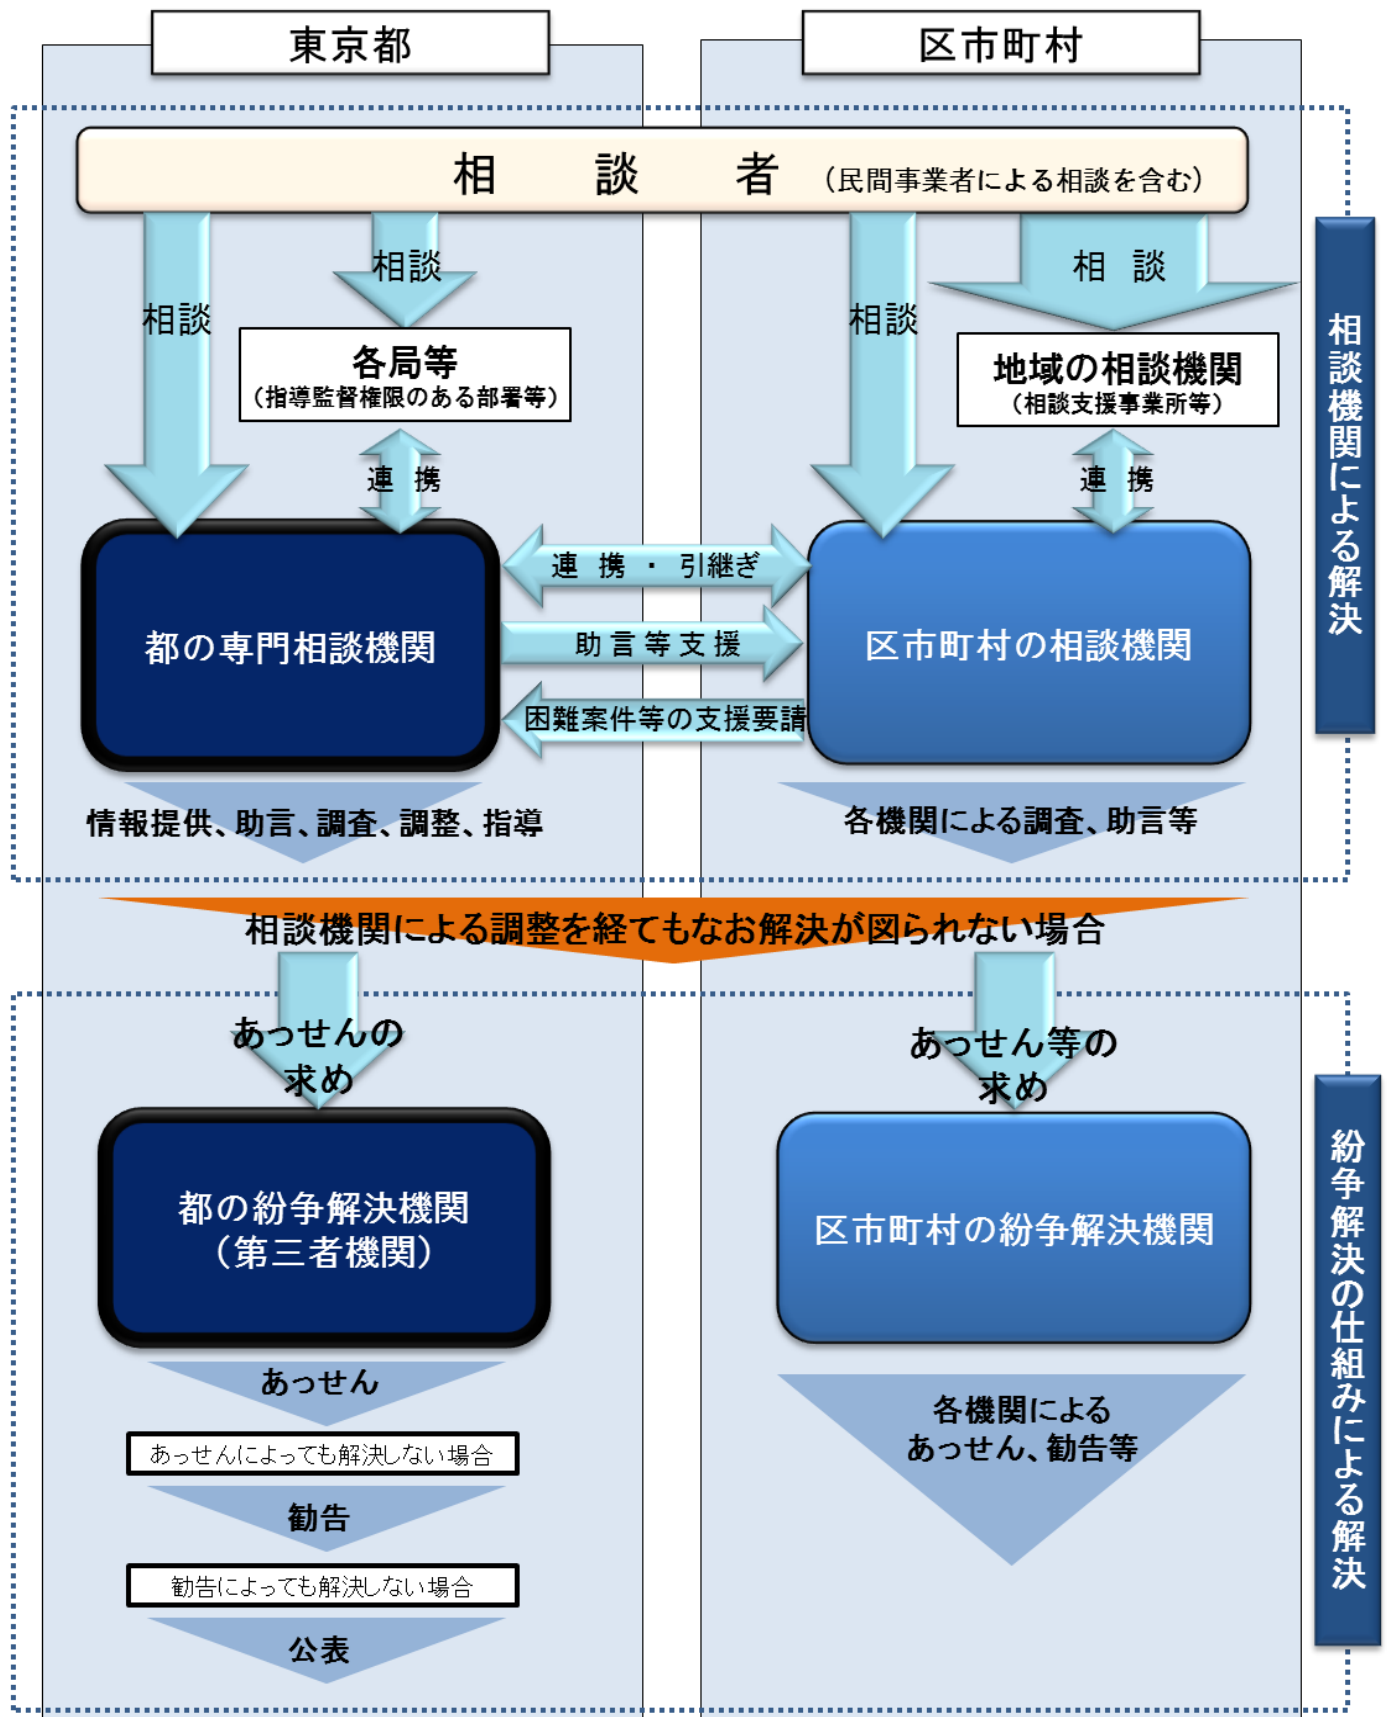 東京都
区市町村
相　談　者　（民間事業者による相談を含む）
相談
相談
相談
相　談
各局等
（指導監督権限のある部署等）
地域の相談機関
（相談支援事業所等）
連　携
連　携
都の専門相談機関
連　携　・　引継ぎ
助言等支援
困難案件等の支援要請
区市町村の相談機関
情報提供、助言、調査、調整、指導
各機関による調査、助言等
相談機関による解決
相談機関による調整を経てもなお解決が図られない場合
あっせんの
求め
あっせん等の
求め
都の紛争解決機関
（第三者機関）
区市町村の紛争解決機関
あっせん
あっせんによっても解決しない場合
勧告
勧告によっても解決しない場合
公表
各機関による
あっせん、勧告等
紛争解決の仕組みによる解決